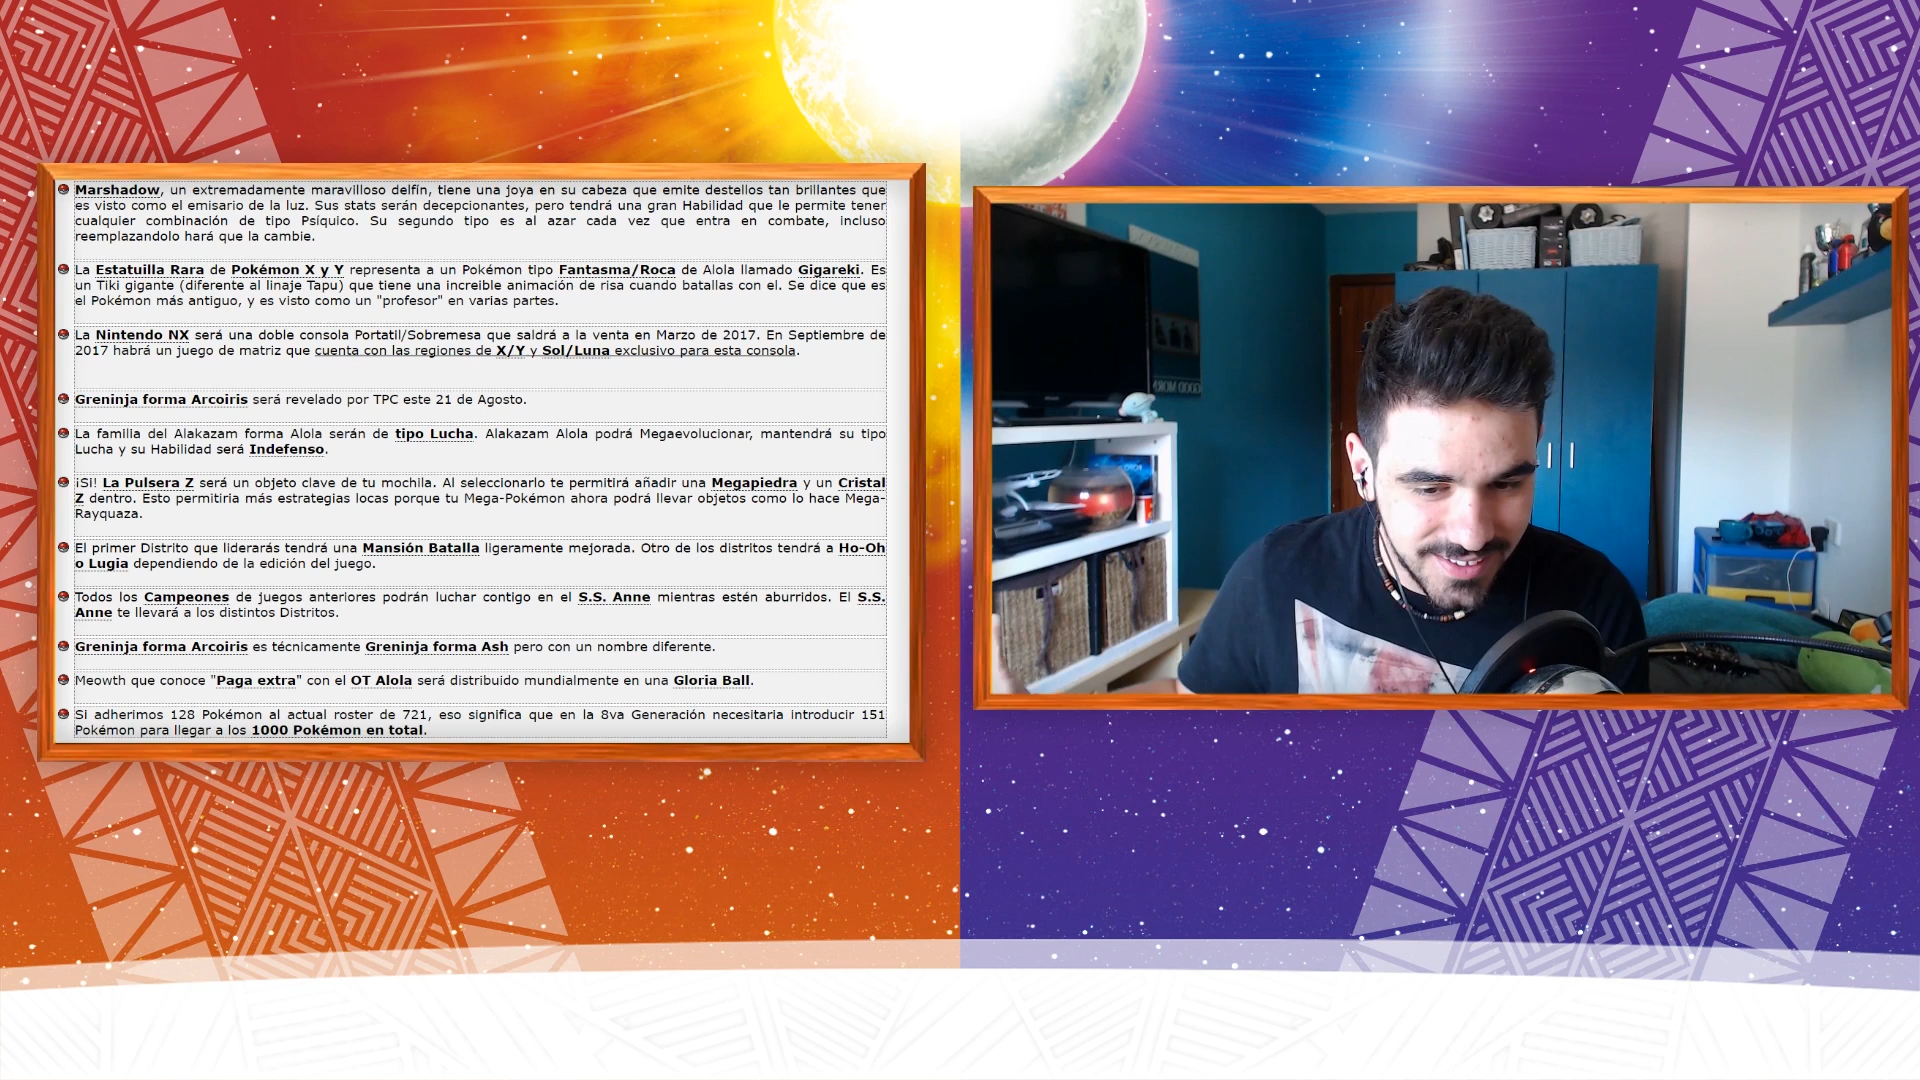 Marshadow, un extremadamente maravilloso delfín, tiene una joya en su cabeza que emite destellos tan brillantes que
es visto como el emisario de la luz. Sus stats serán decepcionantes, pero tendrá una gran Habilidad que le permite tener
cualquier combinación de tipo Psíquico. Su segundo tipo es al azar cada vez que entra en combate, incluso
reemplazandolo hará que la cambie.
La Estatuilla Rara de Pokémon X y Y representa a un Pokémon tipo Fantasma/Roca de Alola llamado Gigareki. Es
un Tiki gigante (diferente al linaje Tapu) que tiene una increible animación de risa cuando batallas con el. Se dice que es
el Pokémon más antiguo, y es visto como un "profesor" en varias partes.
La Nintendo NX será una doble consola Portatil/Sobremesa que saldrá a la venta en Marzo de 2017. En Septiembre de
2017 habrá un juego de matriz que cuenta con las regiones de X/Y y Sol/Luna exclusivo para esta consola.
Greninja forma Arcoiris será revelado por TPC este 21 de Agosto.
La familia del Alakazam forma Alola serán de tipo Lucha. Alakazam Alola podrá Megaevolucionar, mantendrá su tipo
Lucha y su Habilidad será Indefenso.
¡Si! La Pulsera Z será un objeto clave de tu mochila. Al seleccionarlo te permitirá añadir una Megapiedra y un Cristal
Z dentro. Esto permitiria más estrategias locas porque tu Mega-Pokémon ahora podrá llevar objetos como lo hace Mega-
Rayquaza.
El primer Distrito que liderarás tendrá una Mansión Batalla ligeramente mejorada. Otro de los distritos tendrá a Ho-Oh
o Lugia dependiendo de la edición del juego.
Todos los Campeones de juegos anteriores podrán luchar contigo en el S.S. Anne mientras estén aburridos. El S.S.
Anne te llevará a los distintos Distritos.
Greninja forma Arcoiris es técnicamente Greninja forma Ash pero con un nombre diferente.
Meowth que conoce "Paga extra" con el OT Alola será distribuido mundialmente en una Gloria Ball.
Si adherimos 128 Pokémon al actual roster de 721, eso significa que en la 8va Generación necesitaria introducir 151
Pokémon para llegar a los 1000 Pokémon en total.